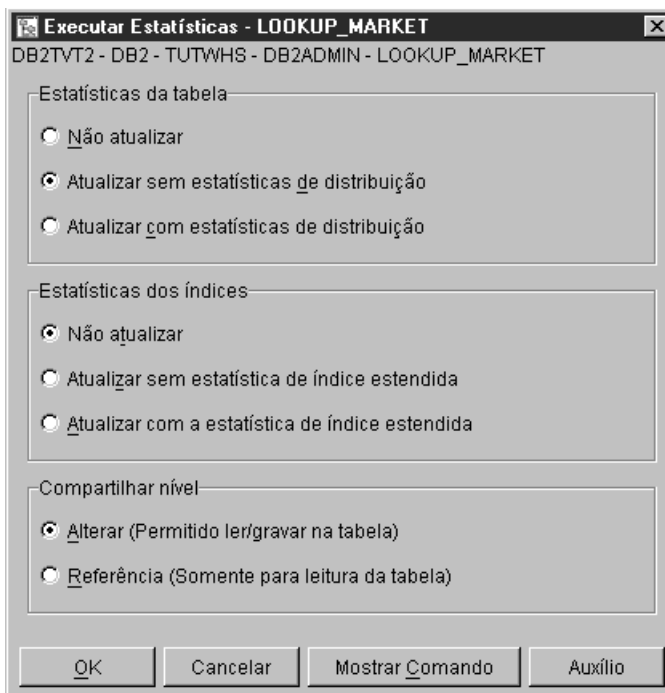 Executar Estatísticas - LOOKUP_MARKET
DB2TVT2 - DB2 - TUTWHS - DB2ADMIN - LOOKUP_MARKET
Estatísticas da tabela
Não atualizar
Atualizar sem estatísticas de distribuição
Atualizar com estatísticas de distribuição
Estatísticas dos índices
Não atualizar
Atualizar sem estatística de índice estendida
Atualizar com a estatística de índice estendida
Compartilhar nível
Alterar (Permitido ler/gravar na tabela)
Referência (Somente para leitura da tabela)
OK Cancelar Mostrar Comando Auxílio